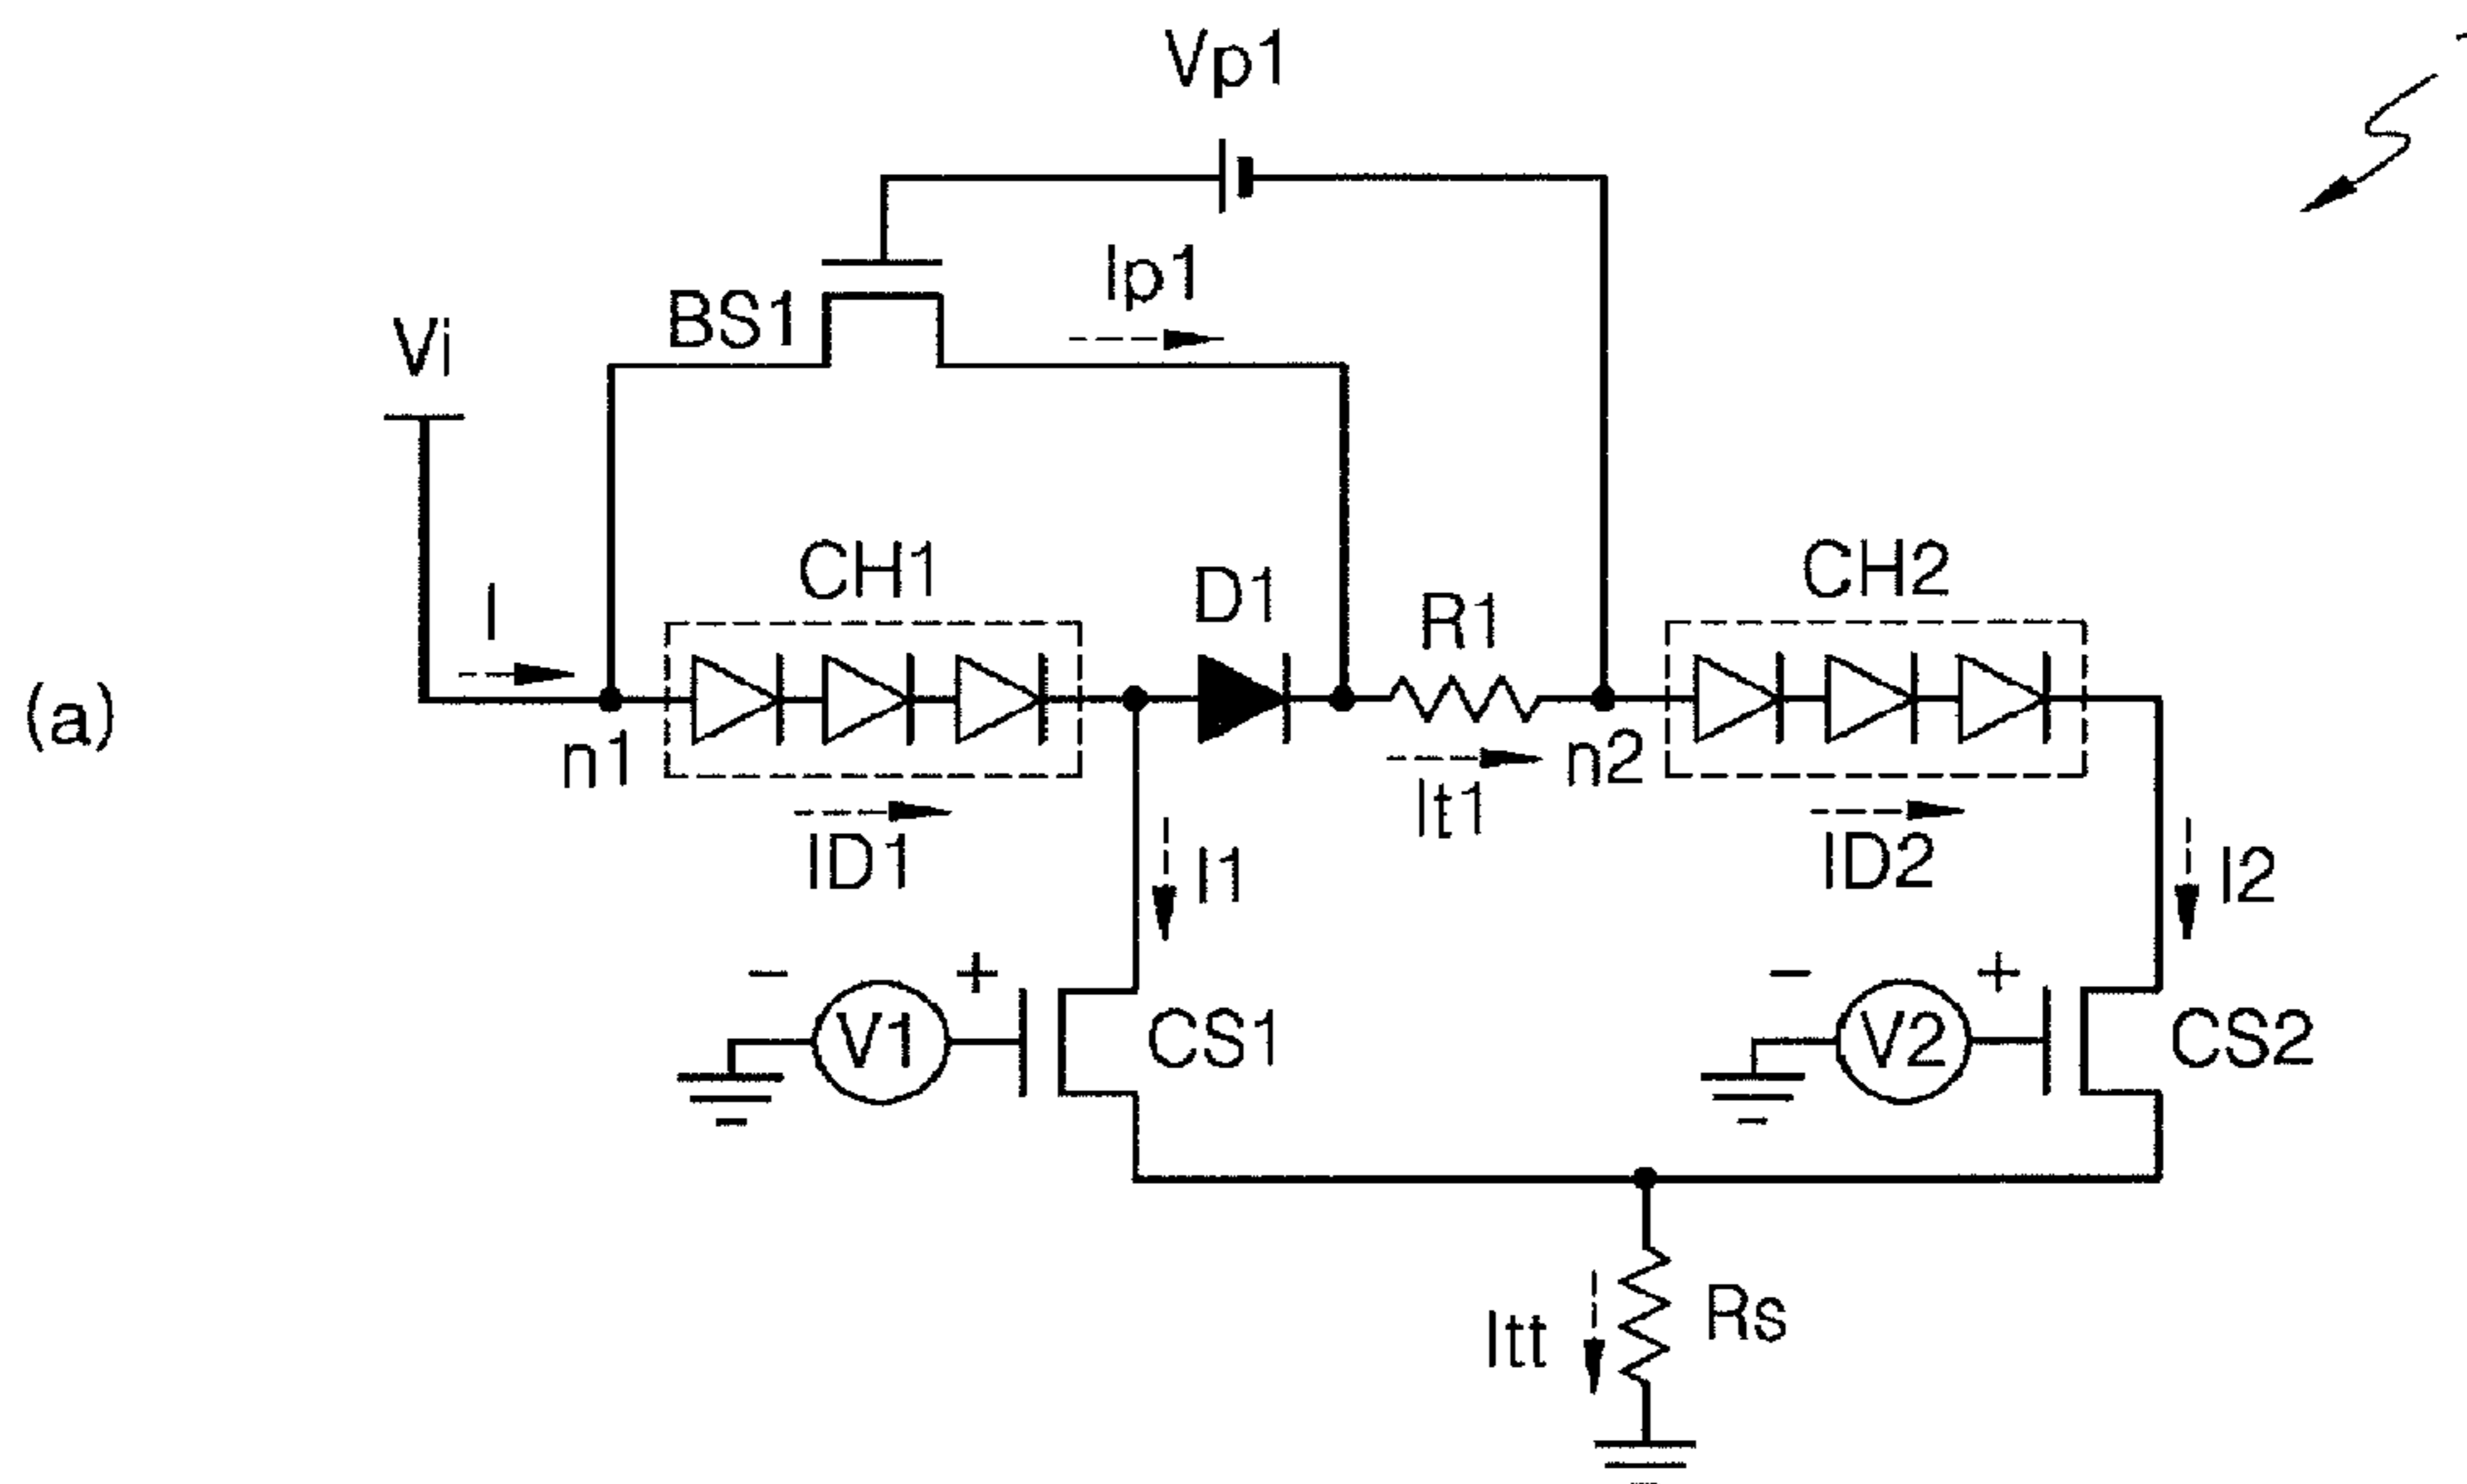 Vp1
Ip1
BS1
Vi
CH1
D1
R1
CH2
I
(a)
n1
n2
It1
ID1
ID2
I1
I2
− +
− +
V1
CS1
V2
CS2
Itt
Rs